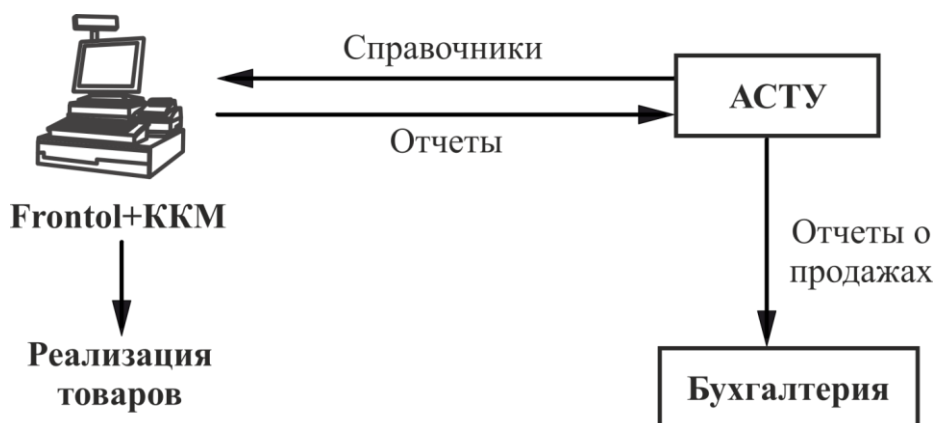 Справочники
АСТУ
Отчеты
Frontol+ККМ
Отчеты о
продажах
Реализация
товаров
Бухгалтерия